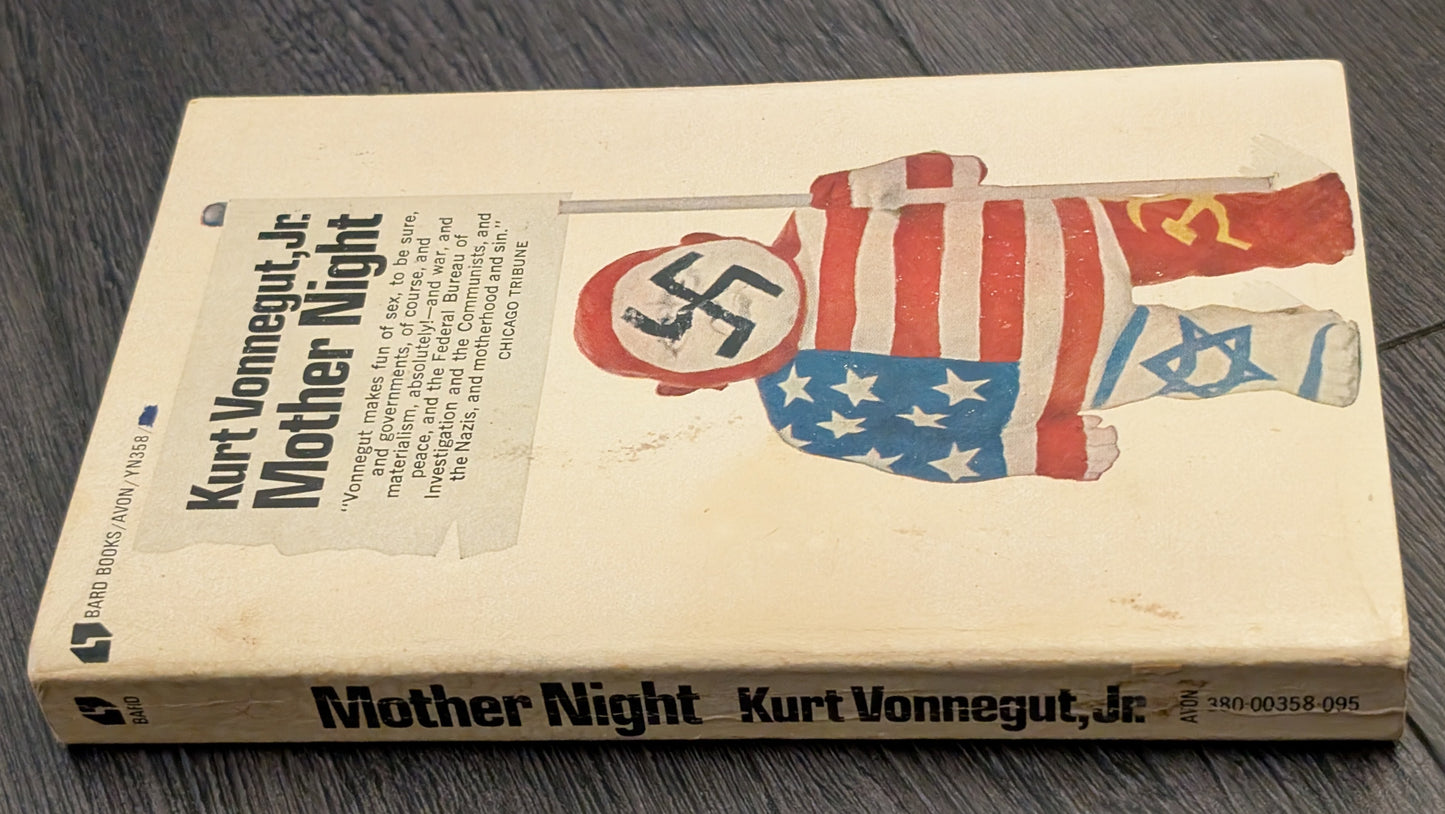 BARD BOOKS/AVON/YN358/
Kurt Vonnegut,Jr.
Mother Night
“Vonnegut makes fun of sex, to be sure,
and governments, of course, and
materialism, absolutely!—and war, and
peace, and the Federal Bureau of
Investigation and the Communists, and
the Nazis, and motherhood and sin.”
CHICAGO TRIBUNE
BARD
Mother Night Kurt Vonnegut,Jr.
AVON
380-00358-095